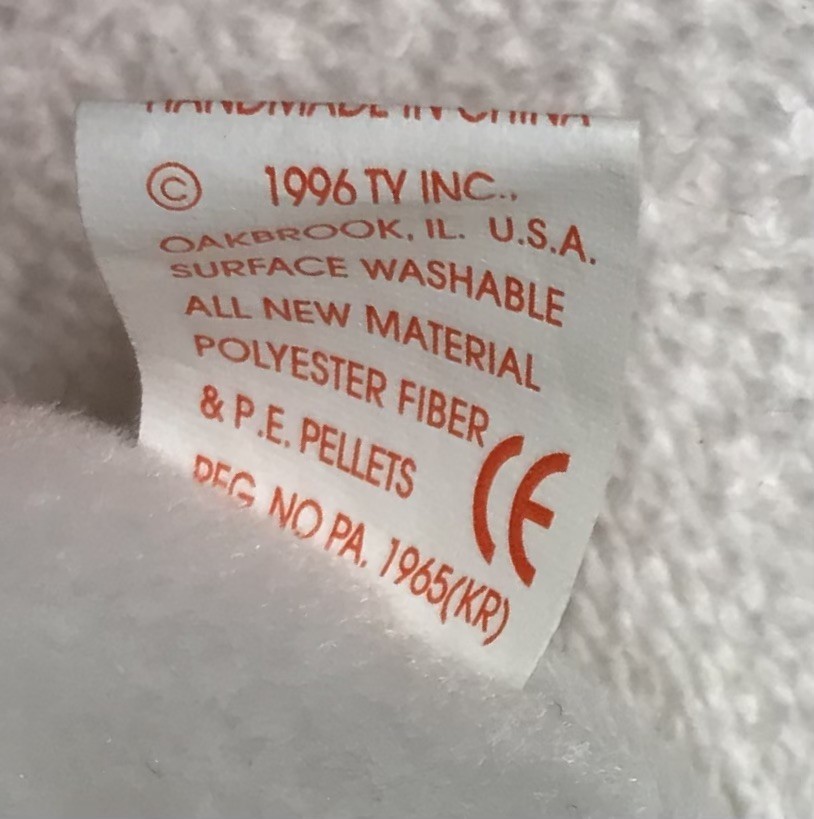 HANDMADE IN CHINA
© 1996 TY INC.,
OAKBROOK, IL. U.S.A.
SURFACE WASHABLE
ALL NEW MATERIAL
POLYESTER FIBER
& P.E. PELLETS
CE
REG. NO PA. 1965(KR)